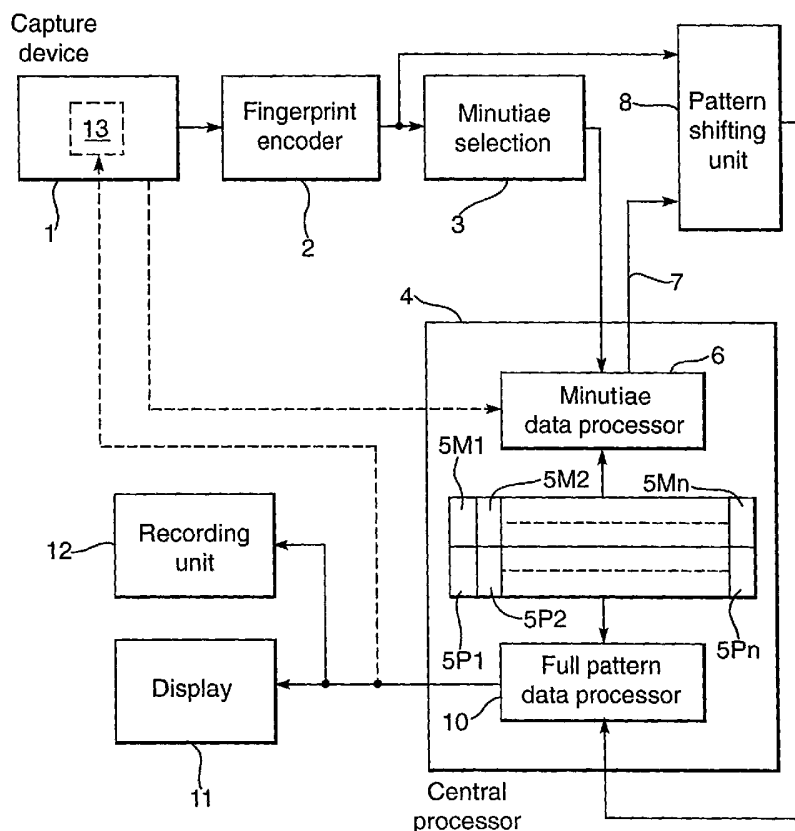 Capture
device
13
1
Fingerprint
encoder
2
Minutiae
selection
3
8
Pattern
shifting
unit
7
4
6
Minutiae
data processor
5M1
5M2
5Mn
Recording
unit
12
5P1
5P2
5Pn
Full pattern
data processor
10
Display
11
Central
processor